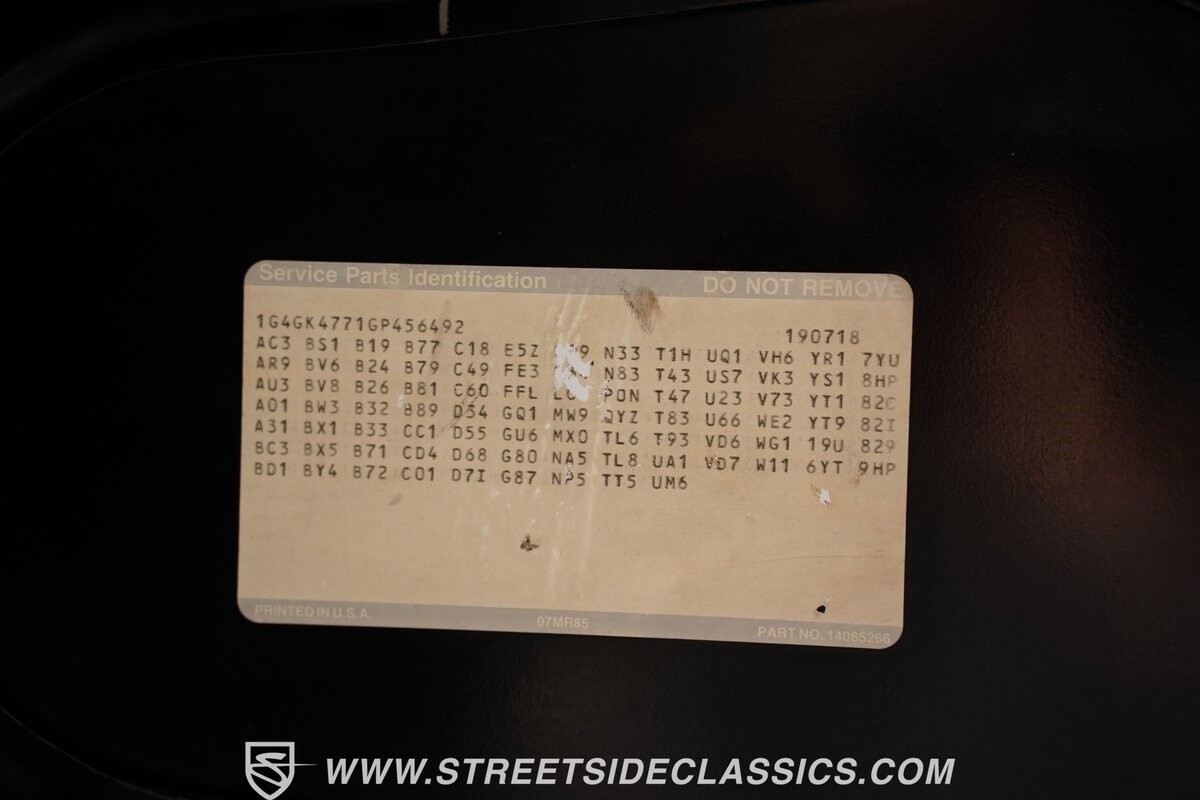 Service Parts Identification DO NOT REMOVE
1G4GK4771GP456492 190718
AC3 BS1 B19 B77 C18 E5Z N33 T1H UQ1 VH6 YR1 7YU
AR9 BV6 B24 B79 C49 FE3 N83 T43 US7 VK3 YS1 8HP
AU3 BV8 B26 B81 C60 FFL PON T47 U23 V73 YT1 82C
A01 BW3 B32 B89 D34 GQ1 MW9 QYZ T83 U66 WE2 YT9 82I
A31 BX1 B33 CC1 D55 GU6 MX0 TL6 T93 VD6 WG1 19U 829
BC3 BX5 B71 CD4 D68 G80 NA5 TL8 UA1 VD7 W11 6YT 9HP
BD1 BY4 B72 C01 D7I G87 NP5 TT5 UM6
PRINTED IN U.S.A. 07MR85 PART NO. 14085266
WWW.STREETSIDECLASSICS.COM